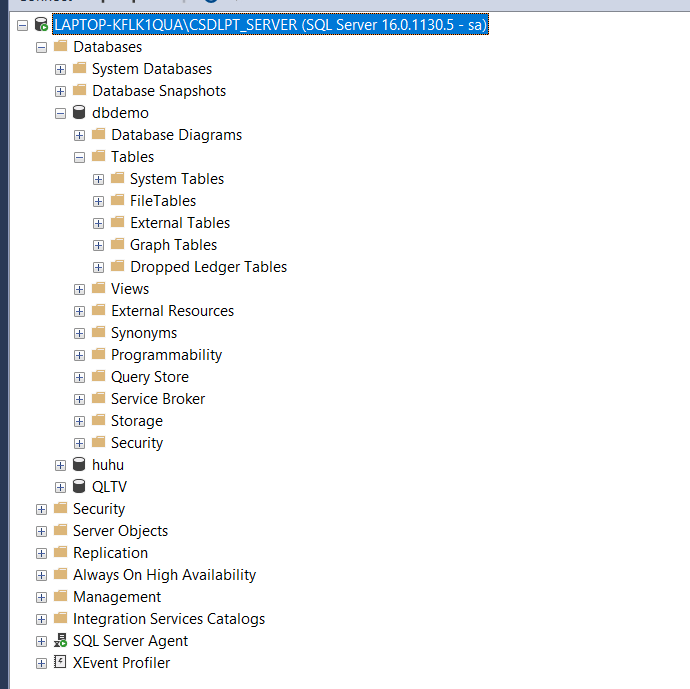 LAPTOP-KFLK1QUA\CSDLPT_SERVER (SQL Server 16.0.1130.5 - sa)
Databases
System Databases
Database Snapshots
dbdemo
Database Diagrams
Tables
System Tables
FileTables
External Tables
Graph Tables
Dropped Ledger Tables
Views
External Resources
Synonyms
Programmability
Query Store
Service Broker
Storage
Security
huhu
QLTV
Security
Server Objects
Replication
Always On High Availability
Management
Integration Services Catalogs
SQL Server Agent
XEvent Profiler